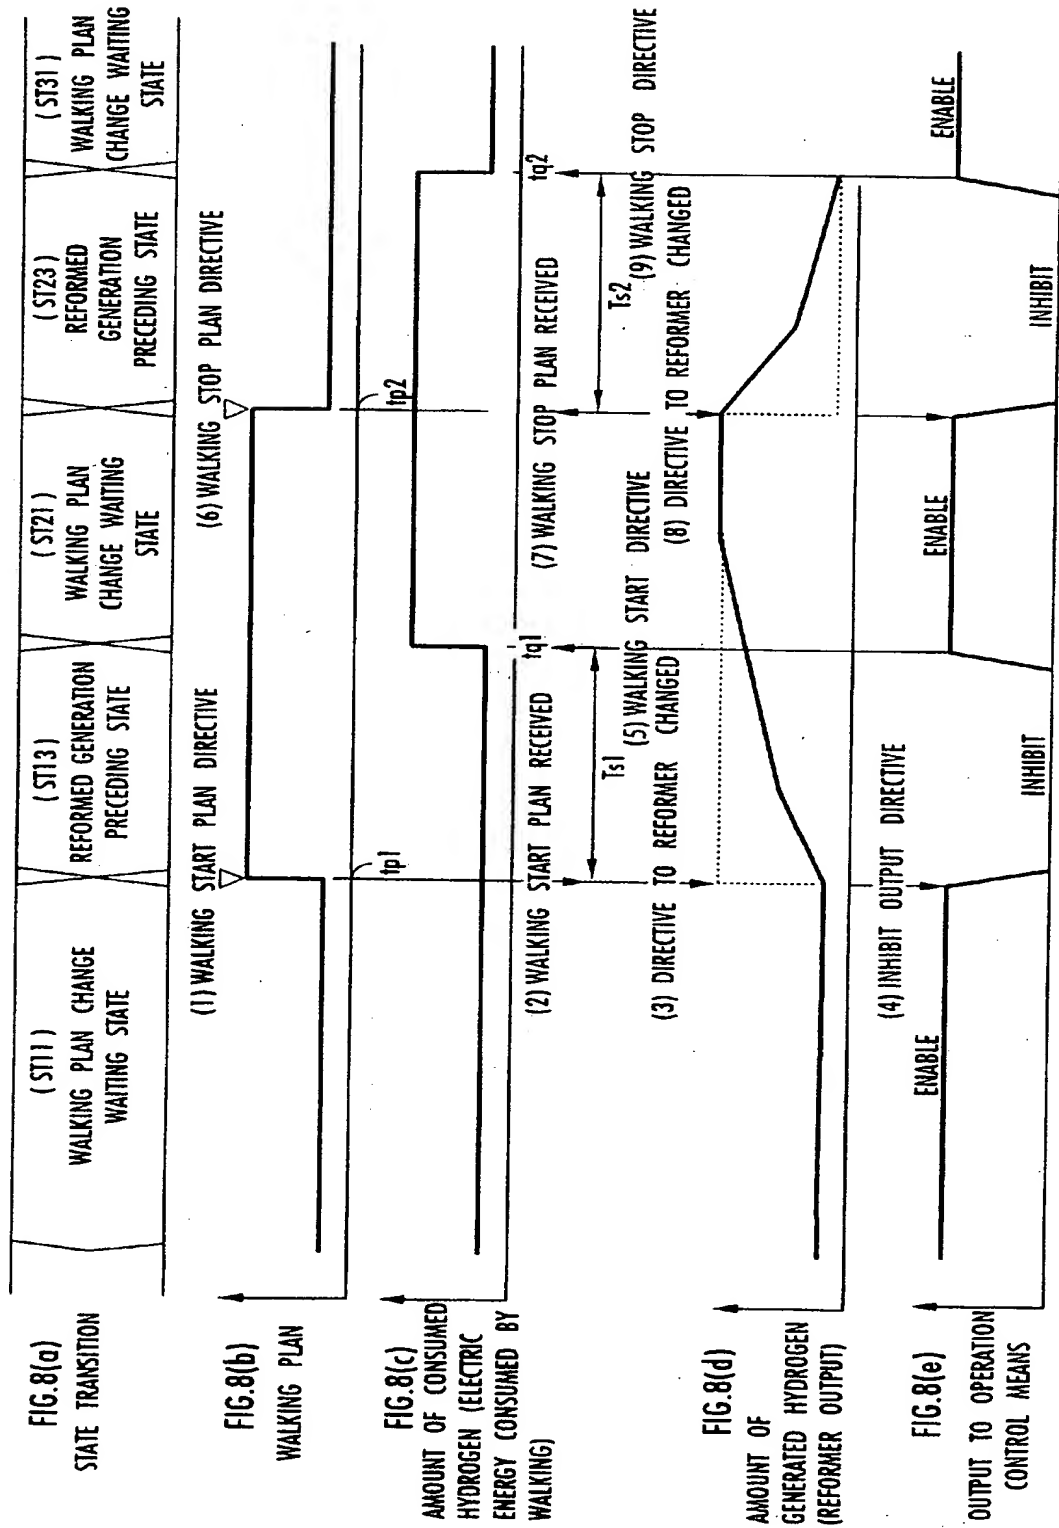 FIG.8(a)
STATE TRANSITION
(ST11)
WALKING PLAN CHANGE
WAITING STATE
(ST13)
REFORMED GENERATION
PRECEDING STATE
(ST21)
WALKING PLAN
CHANGE WAITING
STATE
(ST23)
REFORMED
GENERATION
PRECEDING STATE
(ST31)
WALKING PLAN
CHANGE WAITING
STATE
FIG.8(b)
WALKING PLAN
(1) WALKING START PLAN DIRECTIVE
(6) WALKING STOP PLAN DIRECTIVE
tp1
tp2
FIG.8(c)
AMOUNT OF CONSUMED
HYDROGEN (ELECTRIC
ENERGY CONSUMED BY
WALKING)
tq1
tq2
(2) WALKING START PLAN RECEIVED
(7) WALKING STOP PLAN RECEIVED
Ts1
Ts2
(5) WALKING START DIRECTIVE
(9) WALKING STOP DIRECTIVE
(3) DIRECTIVE TO REFORMER CHANGED
(8) DIRECTIVE TO REFORMER CHANGED
FIG.8(d)
AMOUNT OF
GENERATED HYDROGEN
(REFORMER OUTPUT)
(4) INHIBIT OUTPUT DIRECTIVE
FIG.8(e)
OUTPUT TO OPERATION
CONTROL MEANS
ENABLE
INHIBIT
ENABLE
INHIBIT
ENABLE